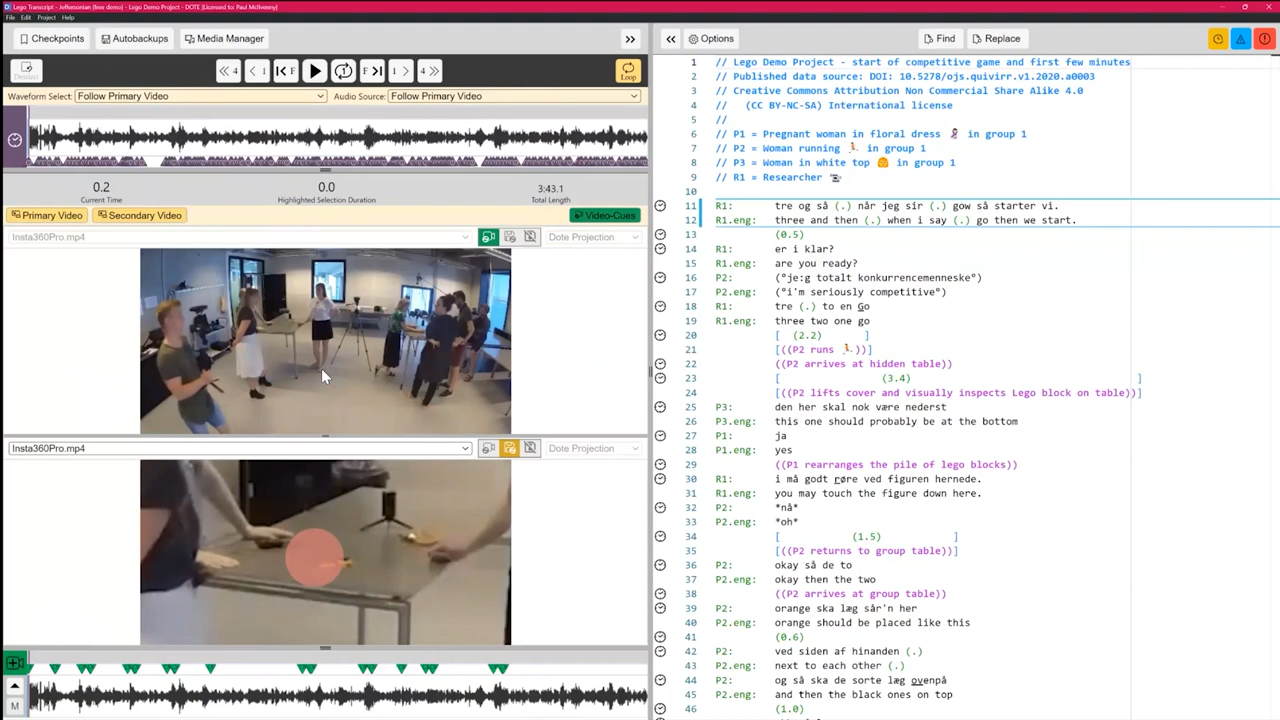 Lego Transcript - Jeffersonian (free demo) - Lego Demo Project - DOTE [Licensed to: Paul McIlvenny]
File Edit Project Help
Checkpoints Autobackups Media Manager
Deselect 4 1 F F 1 4 Loop
Waveform Select: Follow Primary Video Audio Source: Follow Primary Video
0.2 0.0 3:43.1
Current Time Highlighted Selection Duration Total Length
Primary Video Secondary Video Video-Cues
Insta360Pro.mp4 Dote Projection
Insta360Pro.mp4 Dote Projection
M
Options Find Replace
1 // Lego Demo Project - start of competitive game and first few minutes
2 // Published data source: DOI: 10.5278/ojs.quivirr.v1.2020.a0003
3 // Creative Commons Attribution Non Commercial Share Alike 4.0
4 // (CC BY-NC-SA) International license
5 //
6 // P1 = Pregnant woman in floral dress in group 1
7 // P2 = Woman running 🏃 in group 1
8 // P3 = Woman in white top in group 1
9 // R1 = Researcher
10
11 R1: tre og så (.) når jeg sir (.) gow så starter vi.
12 R1.eng: three and then (.) when i say (.) go then we start.
13 (0.5)
14 R1: er i klar?
15 R1.eng: are you ready?
16 P2: (°je:g totalt konkurrencemenneske°)
17 P2.eng: (°i'm seriously competitive°)
18 R1: tre (.) to en Go
19 R1.eng: three two one go
20 [ (2.2) ]
21 [((P2 runs 🏃))]
22 ((P2 arrives at hidden table))
23 [ (3.4) ]
24 [((P2 lifts cover and visually inspects Lego block on table))]
25 P3: den her skal nok være nederst
26 P3.eng: this one should probably be at the bottom
27 P1: ja
28 P1.eng: yes
29 ((P1 rearranges the pile of lego blocks))
30 R1: i må godt røre ved figuren hernede.
31 R1.eng: you may touch the figure down here.
32 P2: *nå*
33 P2.eng: *oh*
34 [ (1.5) ]
35 [((P2 returns to group table))]
36 P2: okay så de to
37 P2.eng: okay then the two
38 ((P2 arrives at group table))
39 P2: orange ska læg sår'n her
40 P2.eng: orange should be placed like this
41 (0.6)
42 P2: ved siden af hinanden (.)
43 P2.eng: next to each other (.)
44 P2: og så ska de sorte læg ovenpå
45 P2.eng: and then the black ones on top
46 (1.0)